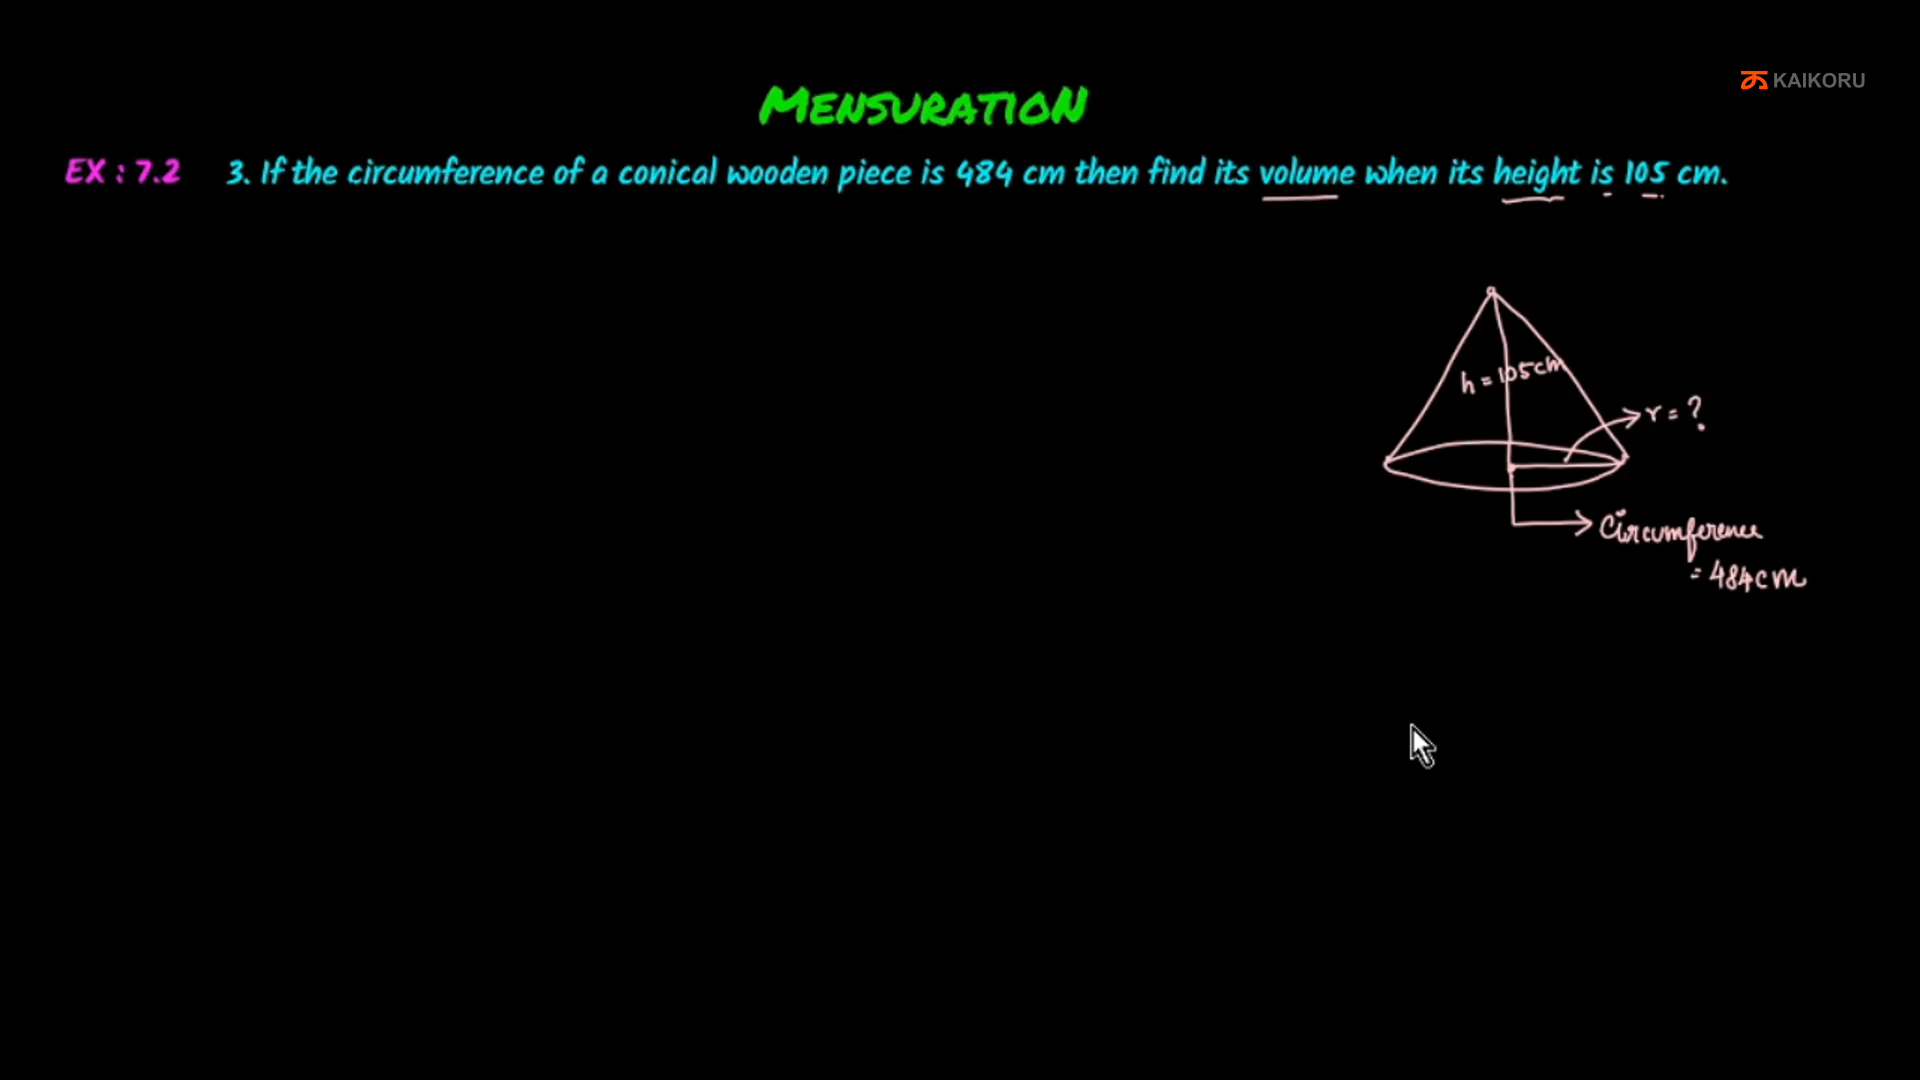 KAIKORU
MENSURATION
EX : 7.2 3. If the circumference of a conical wooden piece is 484 cm then find its volume when its height is 105 cm.
h = 105cm
r = ?
Circumference
= 484cm